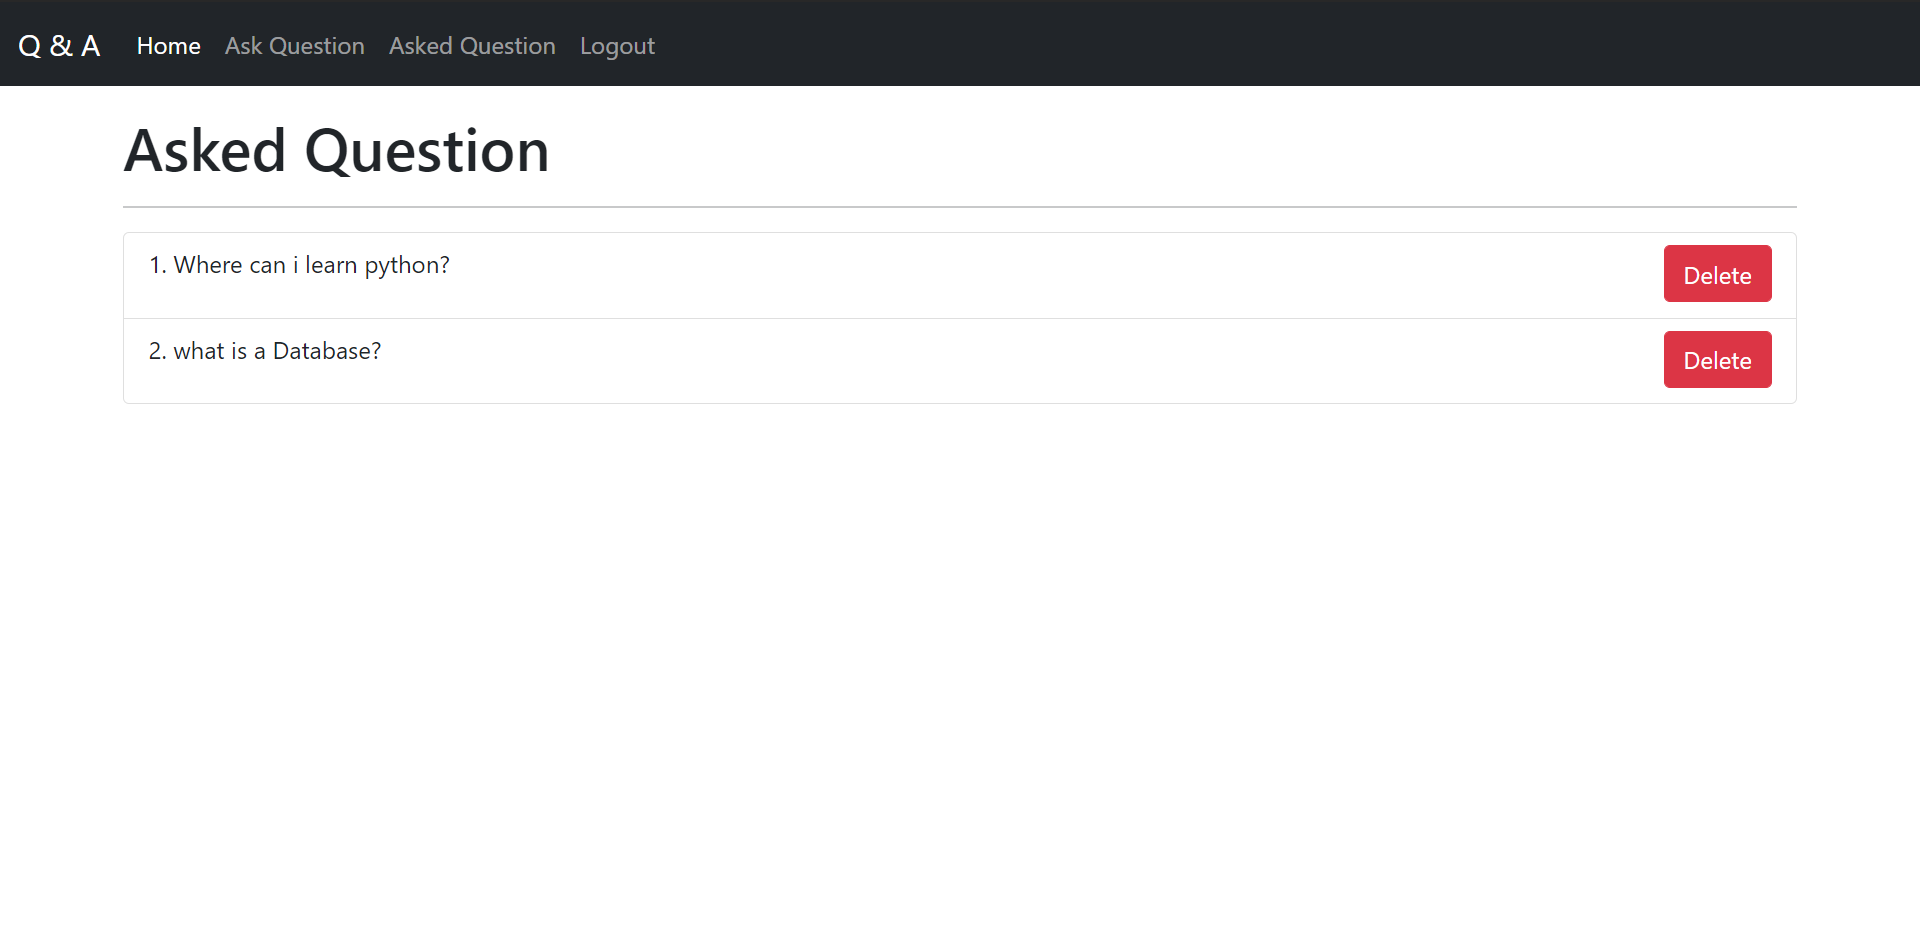 Q & A Home Ask Question Asked Question Logout
Asked Question
1. Where can i learn python? Delete
2. what is a Database? Delete